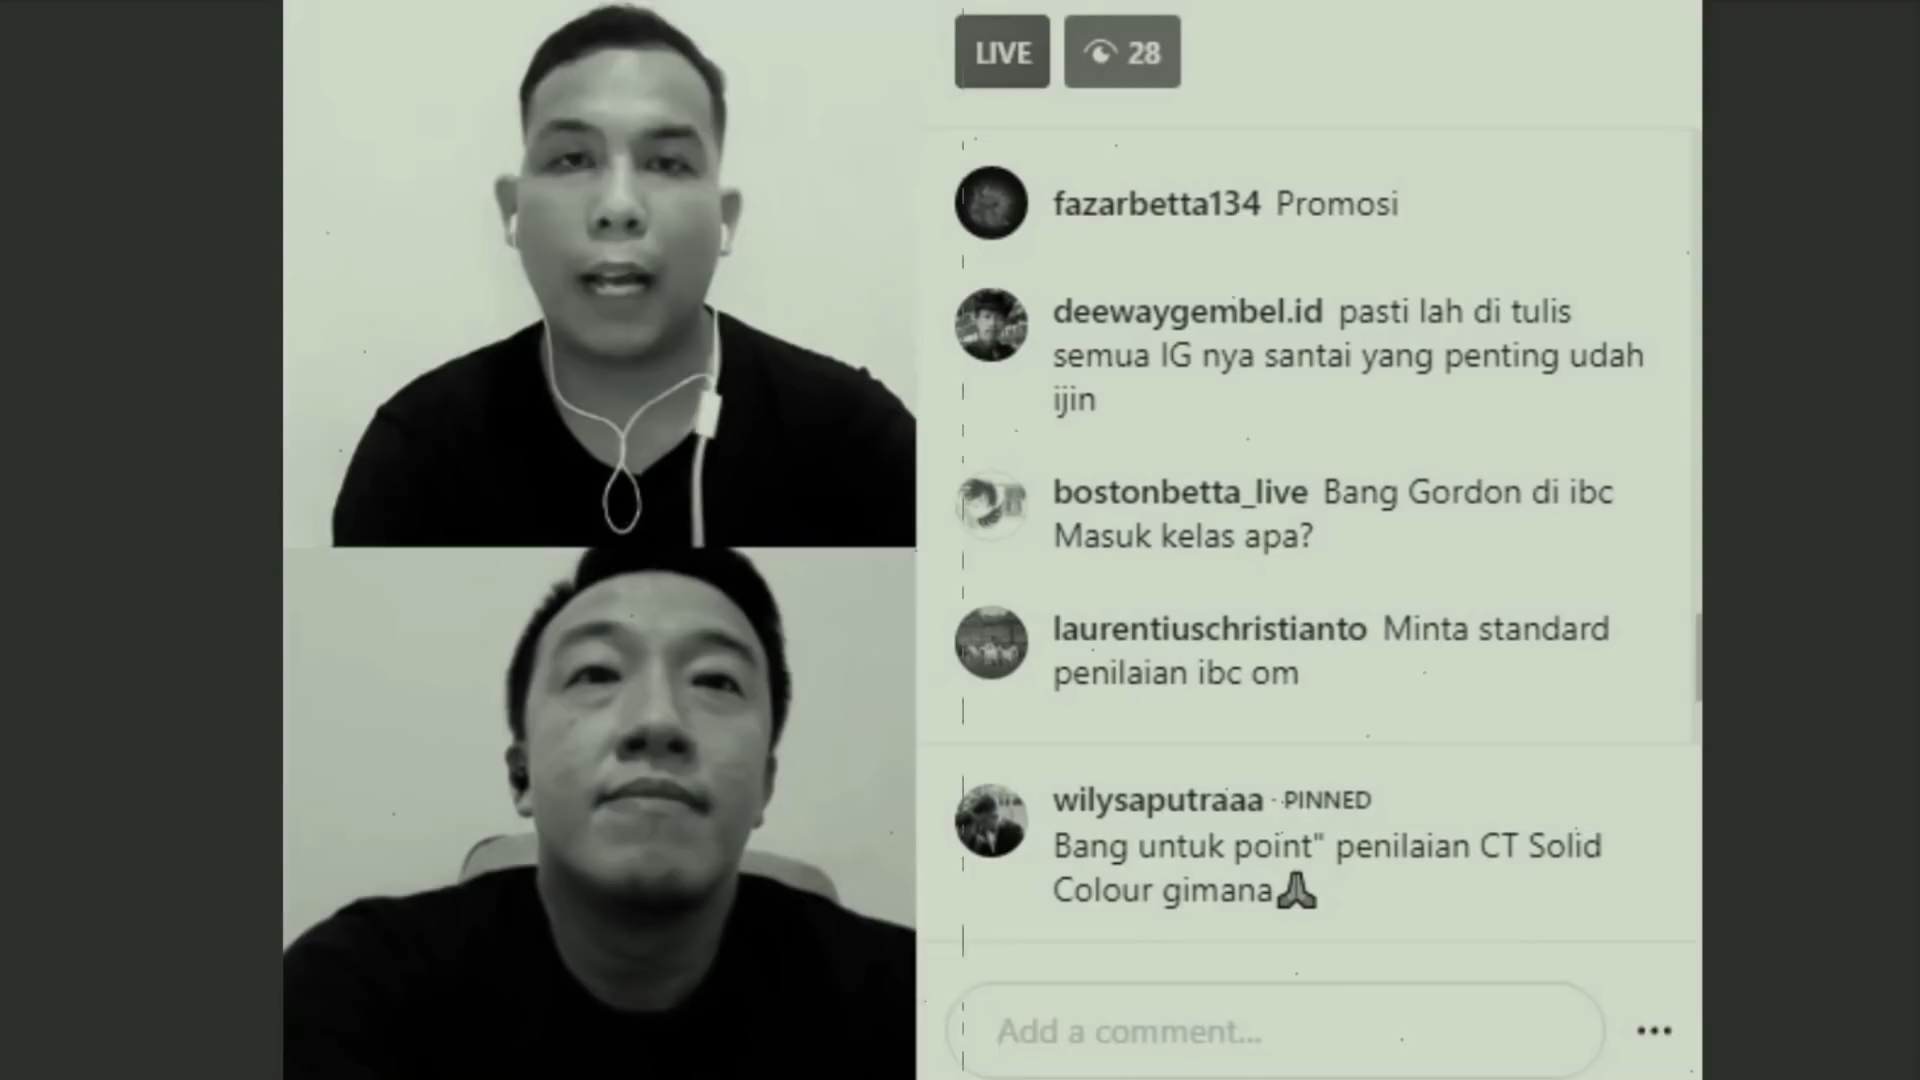 LIVE 28
fazarbetta134 Promosi
deewaygembel.id pasti lah di tulis
semua IG nya santai yang penting udah
ijin
bostonbetta_live Bang Gordon di ibc
Masuk kelas apa?
laurentiuschristianto Minta standard
penilaian ibc om
wilysaputraaa · PINNED
Bang untuk point" penilaian CT Solid
Colour gimana🙏
Add a comment...